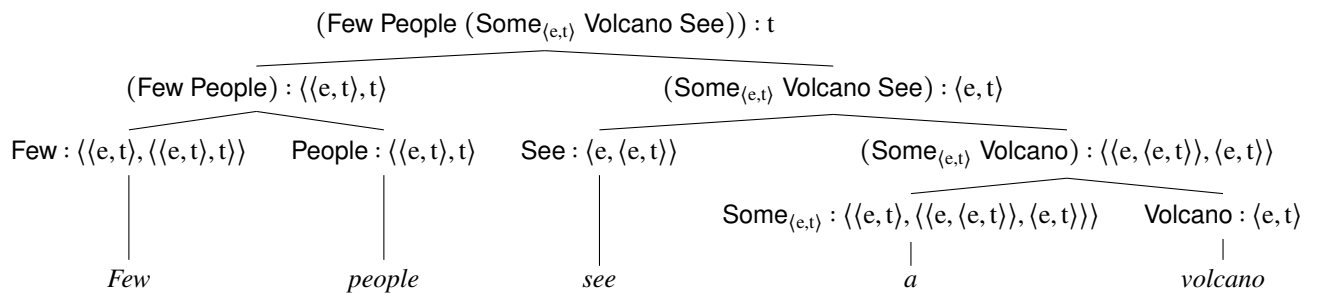 (Few People (Some⟨e,t⟩ Volcano See)) : t
(Few People) : ⟨⟨e, t⟩, t⟩ (Some⟨e,t⟩ Volcano See) : ⟨e, t⟩
Few : ⟨⟨e, t⟩, ⟨⟨e, t⟩, t⟩⟩ People : ⟨⟨e, t⟩, t⟩ See : ⟨e, ⟨e, t⟩⟩ (Some⟨e,t⟩ Volcano) : ⟨⟨e, ⟨e, t⟩⟩, ⟨e, t⟩⟩
Some⟨e,t⟩ : ⟨⟨e, t⟩, ⟨⟨e, ⟨e, t⟩⟩, ⟨e, t⟩⟩⟩ Volcano : ⟨e, t⟩
Few people see a volcano